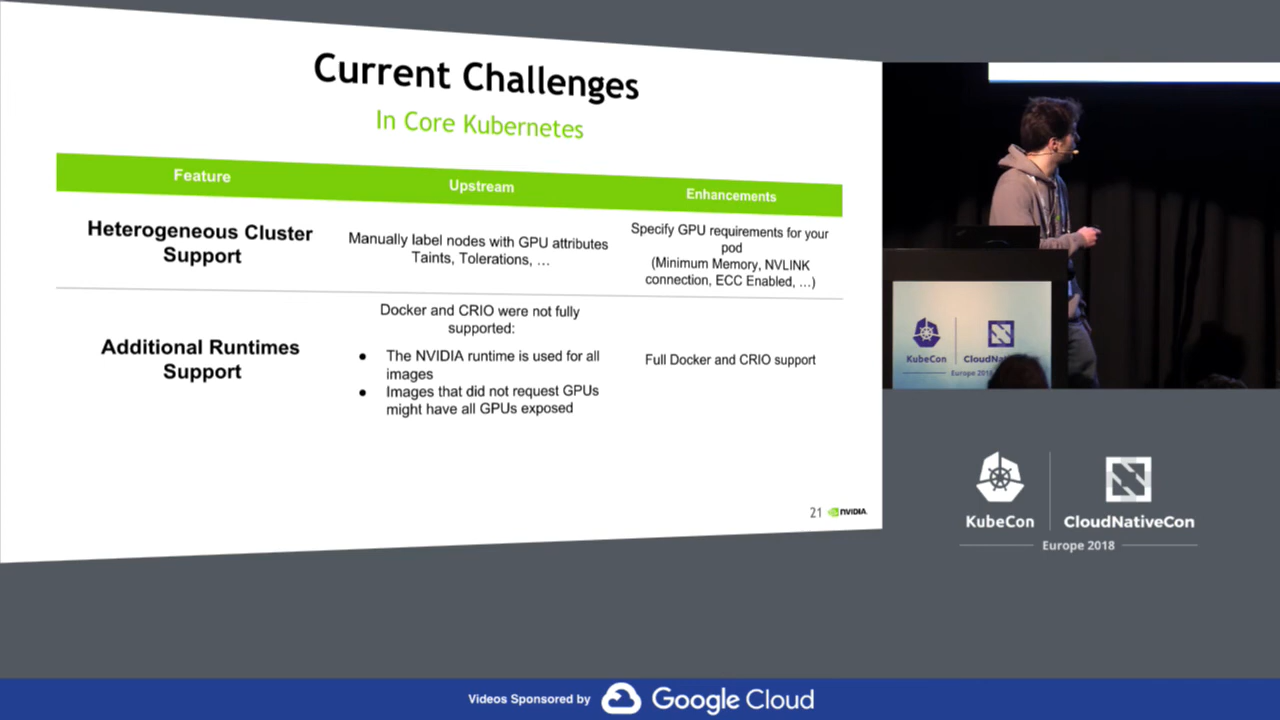 Current Challenges
In Core Kubernetes
Feature
Upstream
Enhancements
Heterogeneous Cluster
Support
Manually label nodes with GPU attributes
Taints, Tolerations, …
Specify GPU requirements for your
pod
(Minimum Memory, NVLINK
connection, ECC Enabled, …)
Additional Runtimes
Support
Docker and CRIO were not fully
supported:
● The NVIDIA runtime is used for all
images
● Images that did not request GPUs
might have all GPUs exposed
Full Docker and CRIO support
21 NVIDIA
KubeCon
Europe 2018
KubeCon
CloudNativeCon
Europe 2018
Videos Sponsored by Google Cloud